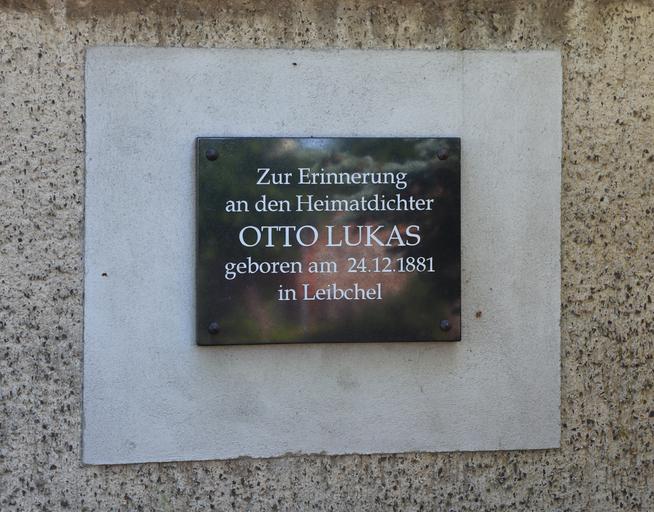 Zur Erinnerung
an den Heimatdichter
OTTO LUKAS
geboren am 24.12.1881
in Leibchel